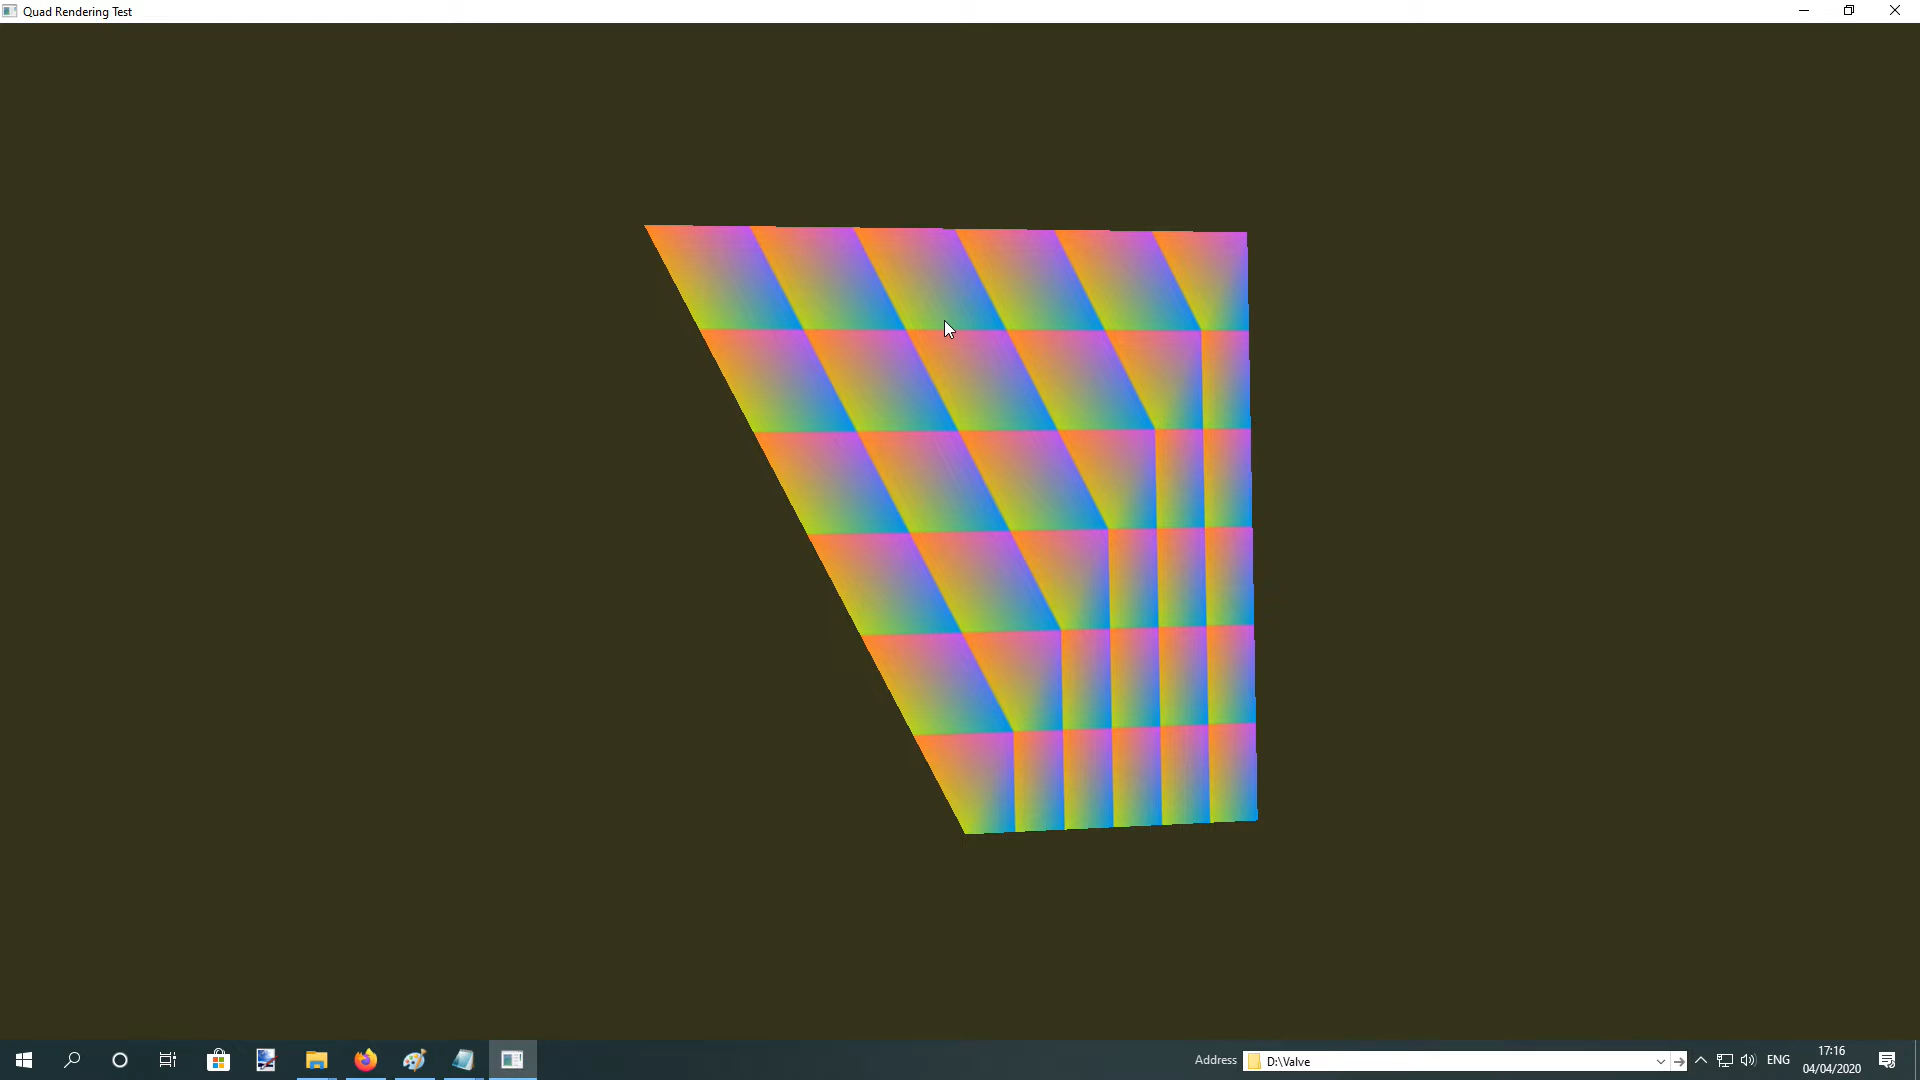 Quad Rendering Test
Address
D:\Valve
ENG
17:16
04/04/2020